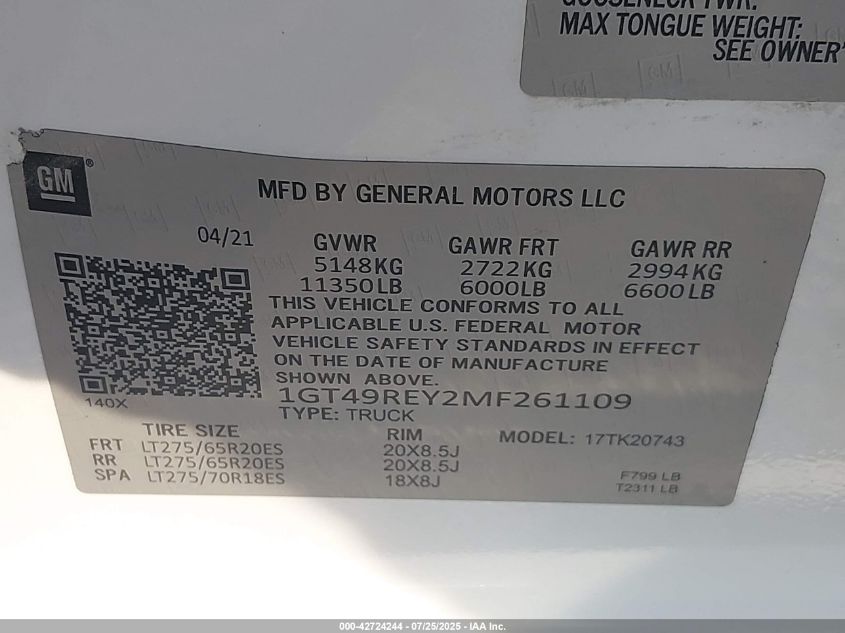 GOOSENECK TWR:
MAX TONGUE WEIGHT:
SEE OWNER'
GM®
MFD BY GENERAL MOTORS LLC
04/21
GVWR GAWR FRT GAWR RR
5148KG 2722KG 2994KG
11350LB 6000LB 6600LB
THIS VEHICLE CONFORMS TO ALL
APPLICABLE U.S. FEDERAL MOTOR
VEHICLE SAFETY STANDARDS IN EFFECT
ON THE DATE OF MANUFACTURE
SHOWN ABOVE.
1GT49REY2MF261109
140X
TYPE: TRUCK
TIRE SIZE RIM MODEL: 17TK20743
FRT LT275/65R20ES 20X8.5J
RR LT275/65R20ES 20X8.5J
SPA LT275/70R18ES 18X8J
F799 LB
T2311 LB
000-42724244 - 07/25/2025 - IAA Inc.